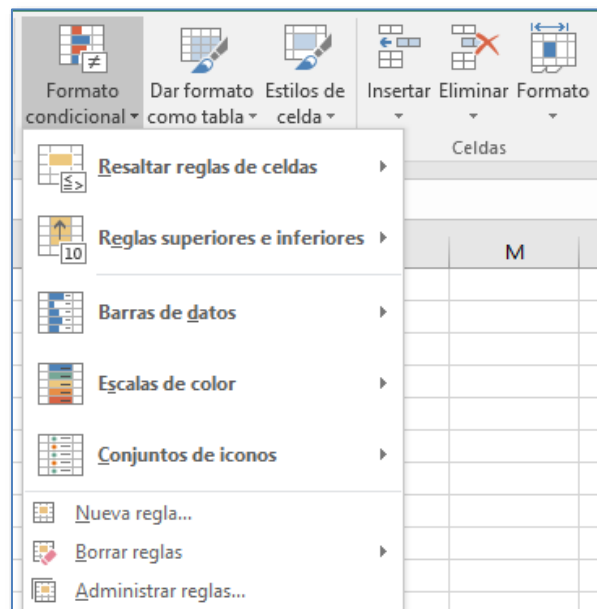 Formato Dar formato Estilos de Insertar Eliminar Formato
condicional como tabla celda
Celdas
Resaltar reglas de celdas
10 Reglas superiores e inferiores
M
Barras de datos
Escalas de color
Conjuntos de iconos
Nueva regla...
Borrar reglas
Administrar reglas...